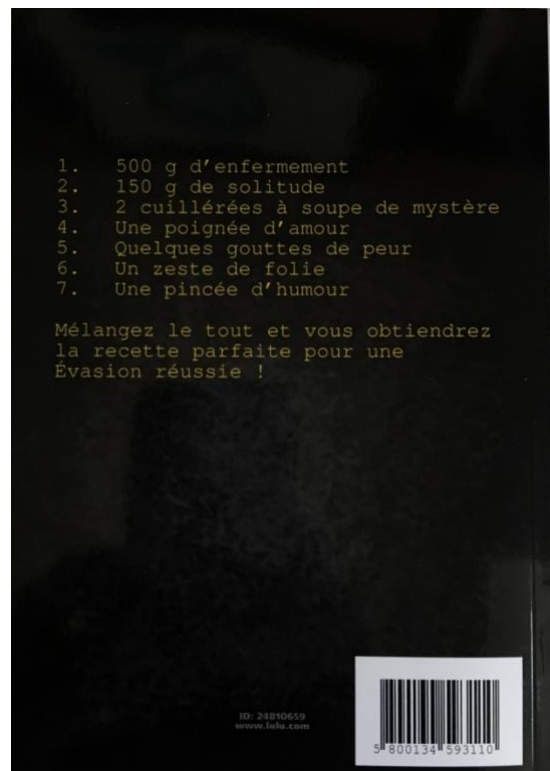 1. 500 g d'enfermement
2. 150 g de solitude
3. 2 cuillérées à soupe de mystère
4. Une poignée d'amour
5. Quelques gouttes de peur
6. Un zeste de folie
7. Une pincée d'humour
Mélangez le tout et vous obtiendrez
la recette parfaite pour une
Évasion réussie !
ID: 24810659
www.lulu.com
5 800134 593110